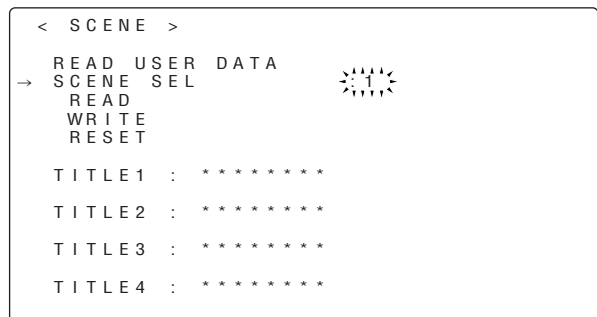 < SCENE >
READ USER DATA
→ SCENE SEL : 1
READ
WRITE
RESET
TITLE1 : ********
TITLE2 : ********
TITLE3 : ********
TITLE4 : ********